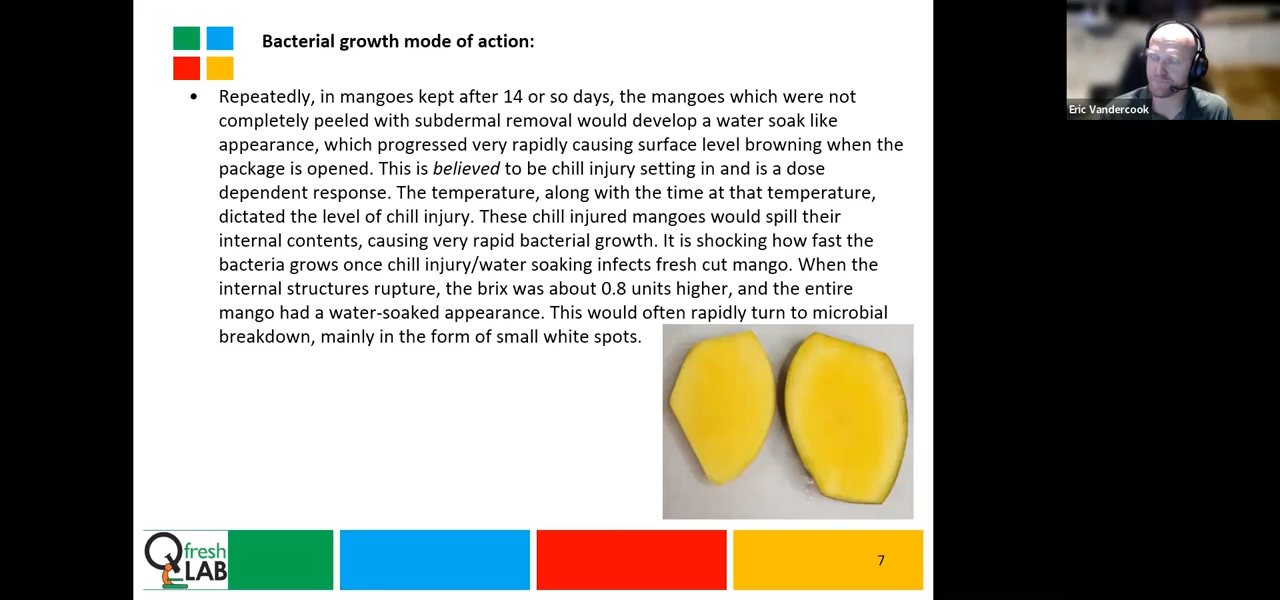 Bacterial growth mode of action:
• Repeatedly, in mangoes kept after 14 or so days, the mangoes which were not
completely peeled with subdermal removal would develop a water soak like
appearance, which progressed very rapidly causing surface level browning when the
package is opened. This is believed to be chill injury setting in and is a dose
dependent response. The temperature, along with the time at that temperature,
dictated the level of chill injury. These chill injured mangoes would spill their
internal contents, causing very rapid bacterial growth. It is shocking how fast the
bacteria grows once chill injury/water soaking infects fresh cut mango. When the
internal structures rupture, the brix was about 0.8 units higher, and the entire
mango had a water-soaked appearance. This would often rapidly turn to microbial
breakdown, mainly in the form of small white spots.
Eric Vandercook
Q fresh
LAB
7